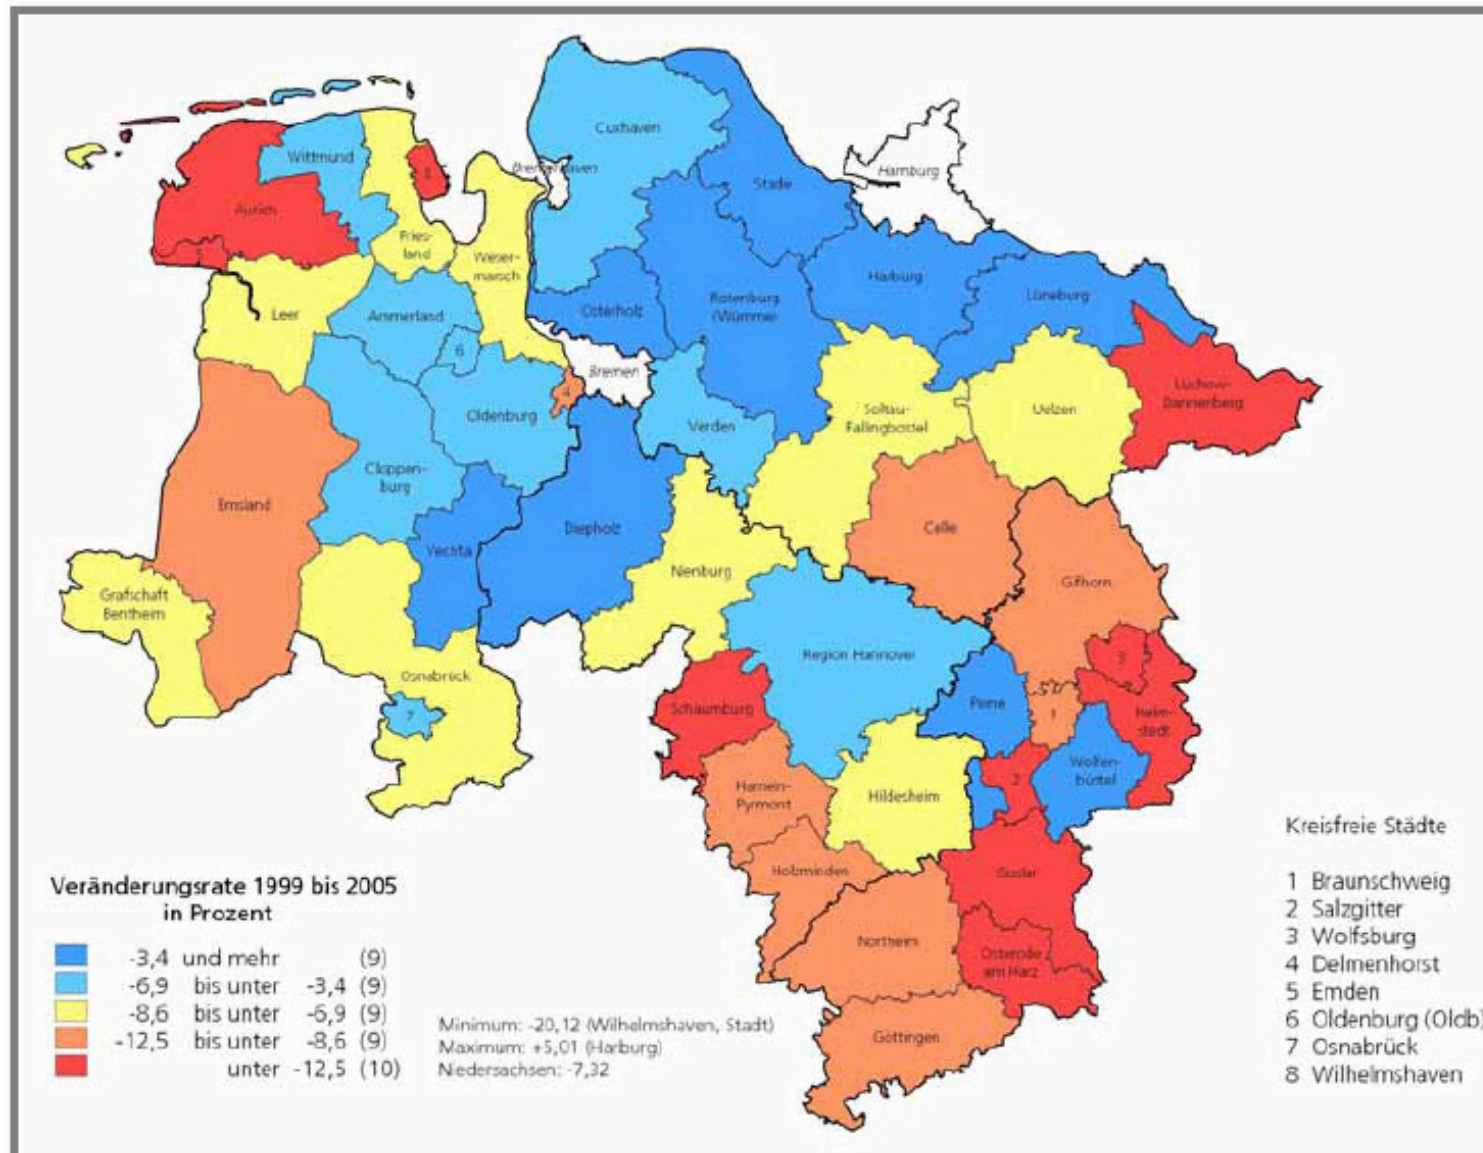 Cuxhaven
Bremerhaven
Hamburg
Wittmund
8
Stade
Aurich
Fries-
land
Weser-
marsch
Harburg
Lüneburg
Rotenburg
(Wümme)
Osterholz
Leer
Ammerland
6
Bremen
4
Lüchow-
Dannenberg
Oldenburg
Verden
Soltau-
Fallingbostel
Uelzen
Cloppen-
burg
Emsland
Vechta
Diepholz
Celle
Nienburg
Gifhorn
Grafschaft
Bentheim
Region Hannover
3
Osnabrück
7
Schaumburg
Peine
1
Helm-
stedt
Wolfen-
büttel
2
Hameln-
Pyrmont
Hildesheim
Holzminden
Goslar
Northeim
Osterode
am Harz
Göttingen
Veränderungsrate 1999 bis 2005
in Prozent
-3,4 und mehr (9)
-6,9 bis unter -3,4 (9)
-8,6 bis unter -6,9 (9)
-12,5 bis unter -8,6 (9)
unter -12,5 (10)
Minimum: -20,12 (Wilhelmshaven, Stadt)
Maximum: +5,01 (Harburg)
Niedersachsen: -7,32
Kreisfreie Städte
1 Braunschweig
2 Salzgitter
3 Wolfsburg
4 Delmenhorst
5 Emden
6 Oldenburg (Oldb)
7 Osnabrück
8 Wilhelmshaven